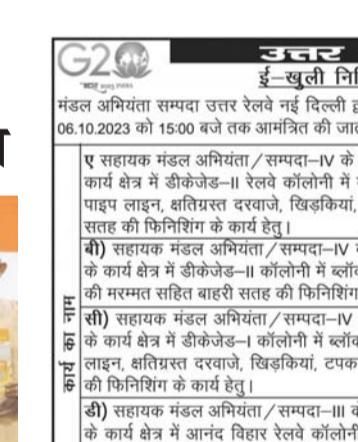 G20
उत्तर
ई–खुली
मंडल अभियंता सम्पदा उत्तर रेलवे नई दिल्ली
06.10.2023 को 15:00 बजे तक आमंत्रित की
कार्य का नाम
ए सहायक मंडल अभियंता/सम्पदा–IV के
कार्य क्षेत्र में डीकेजेड–II रेलवे कॉलोनी में
पाइप लाइन, क्षतिग्रस्त दरवाजे, खिड़कियां,
सतह की फिनिशिंग के कार्य हेतु।
बी) सहायक मंडल अभियंता/सम्पदा–IV
के कार्य क्षेत्र में डीकेजेड–II कॉलोनी में
की मरम्मत सहित बाहरी सतह की फिनिशिंग
सी) सहायक मंडल अभियंता/सम्पदा–IV
के कार्य क्षेत्र में डीकेजेड–I कॉलोनी में
लाइन, क्षतिग्रस्त दरवाजे, खिड़कियां,
की फिनिशिंग के कार्य हेतु।
डी) सहायक मंडल अभियंता/सम्पदा–III
के कार्य क्षेत्र में आनंद विहार रेलवे कॉलोनी